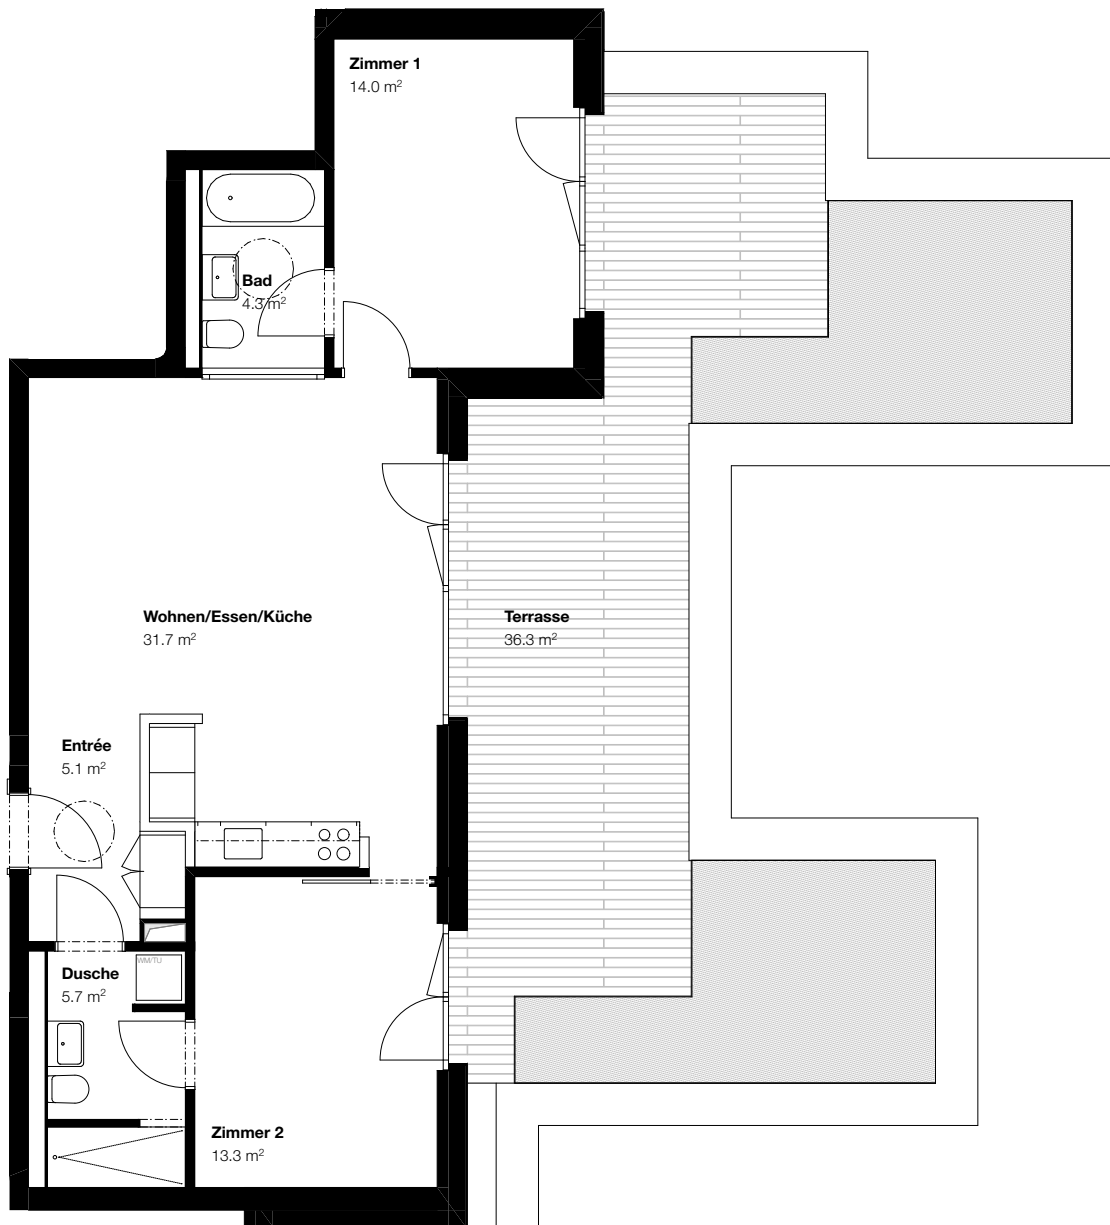 Zimmer 1
14.0 m²
Bad
4.3 m²
Wohnen/Essen/Küche
31.7 m²
Terrasse
36.3 m²
Entrée
5.1 m²
Dusche
5.7 m²
WM/TU
Zimmer 2
13.3 m²